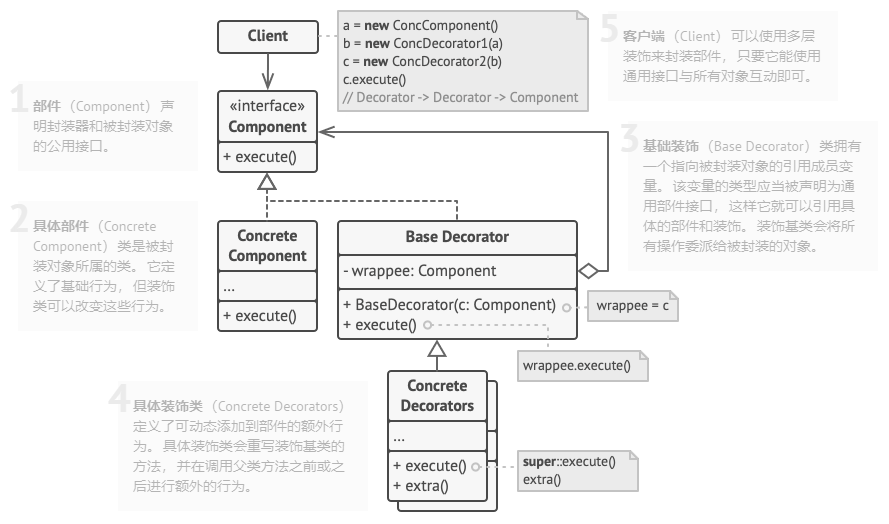 Client
a = new ConcComponent()
b = new ConcDecorator1(a)
c = new ConcDecorator2(b)
c.execute()
// Decorator -> Decorator -> Component
5
客户端 （Client） 可以使用多层
装饰来封装部件， 只要它能使用
通用接口与所有对象互动即可。
1
部件 （Component） 声
明封装器和被封装对象
的公用接口。
«interface»
Component
+ execute()
3
基础装饰 （Base Decorator） 类拥有
一个指向被封装对象的引用成员变
量。 该变量的类型应当被声明为通
用部件接口， 这样它就可以引用具
体的部件和装饰。 装饰基类会将所
有操作委派给被封装的对象。
2
具体部件 （Concrete
Component） 类是被封
装对象所属的类。 它定
义了基础行为， 但装饰
类可以改变这些行为。
Concrete
Component
...
+ execute()
Base Decorator
- wrappee: Component
+ BaseDecorator(c: Component)
+ execute()
wrappee = c
wrappee.execute()
4
具体装饰类 （Concrete Decorators）
定义了可动态添加到部件的额外行
为。 具体装饰类会重写装饰基类的
方法， 并在调用父类方法之前或之
后进行额外的行为。
Concrete
Decorators
...
+ execute()
+ extra()
super::execute()
extra()